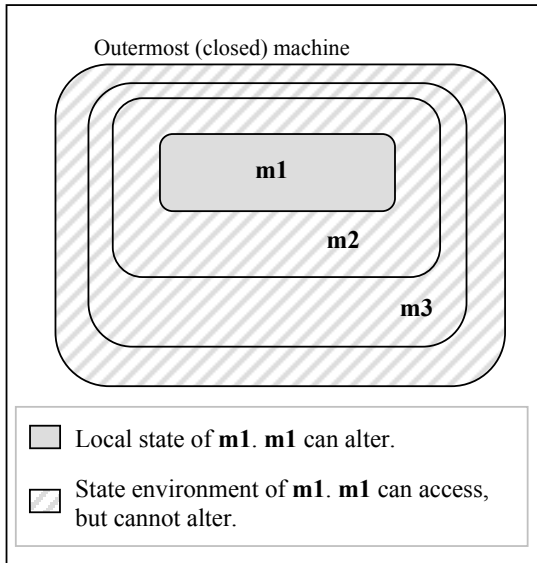 Outermost (closed) machine
m1
m2
m3
Local state of m1. m1 can alter.
State environment of m1. m1 can access,
but cannot alter.